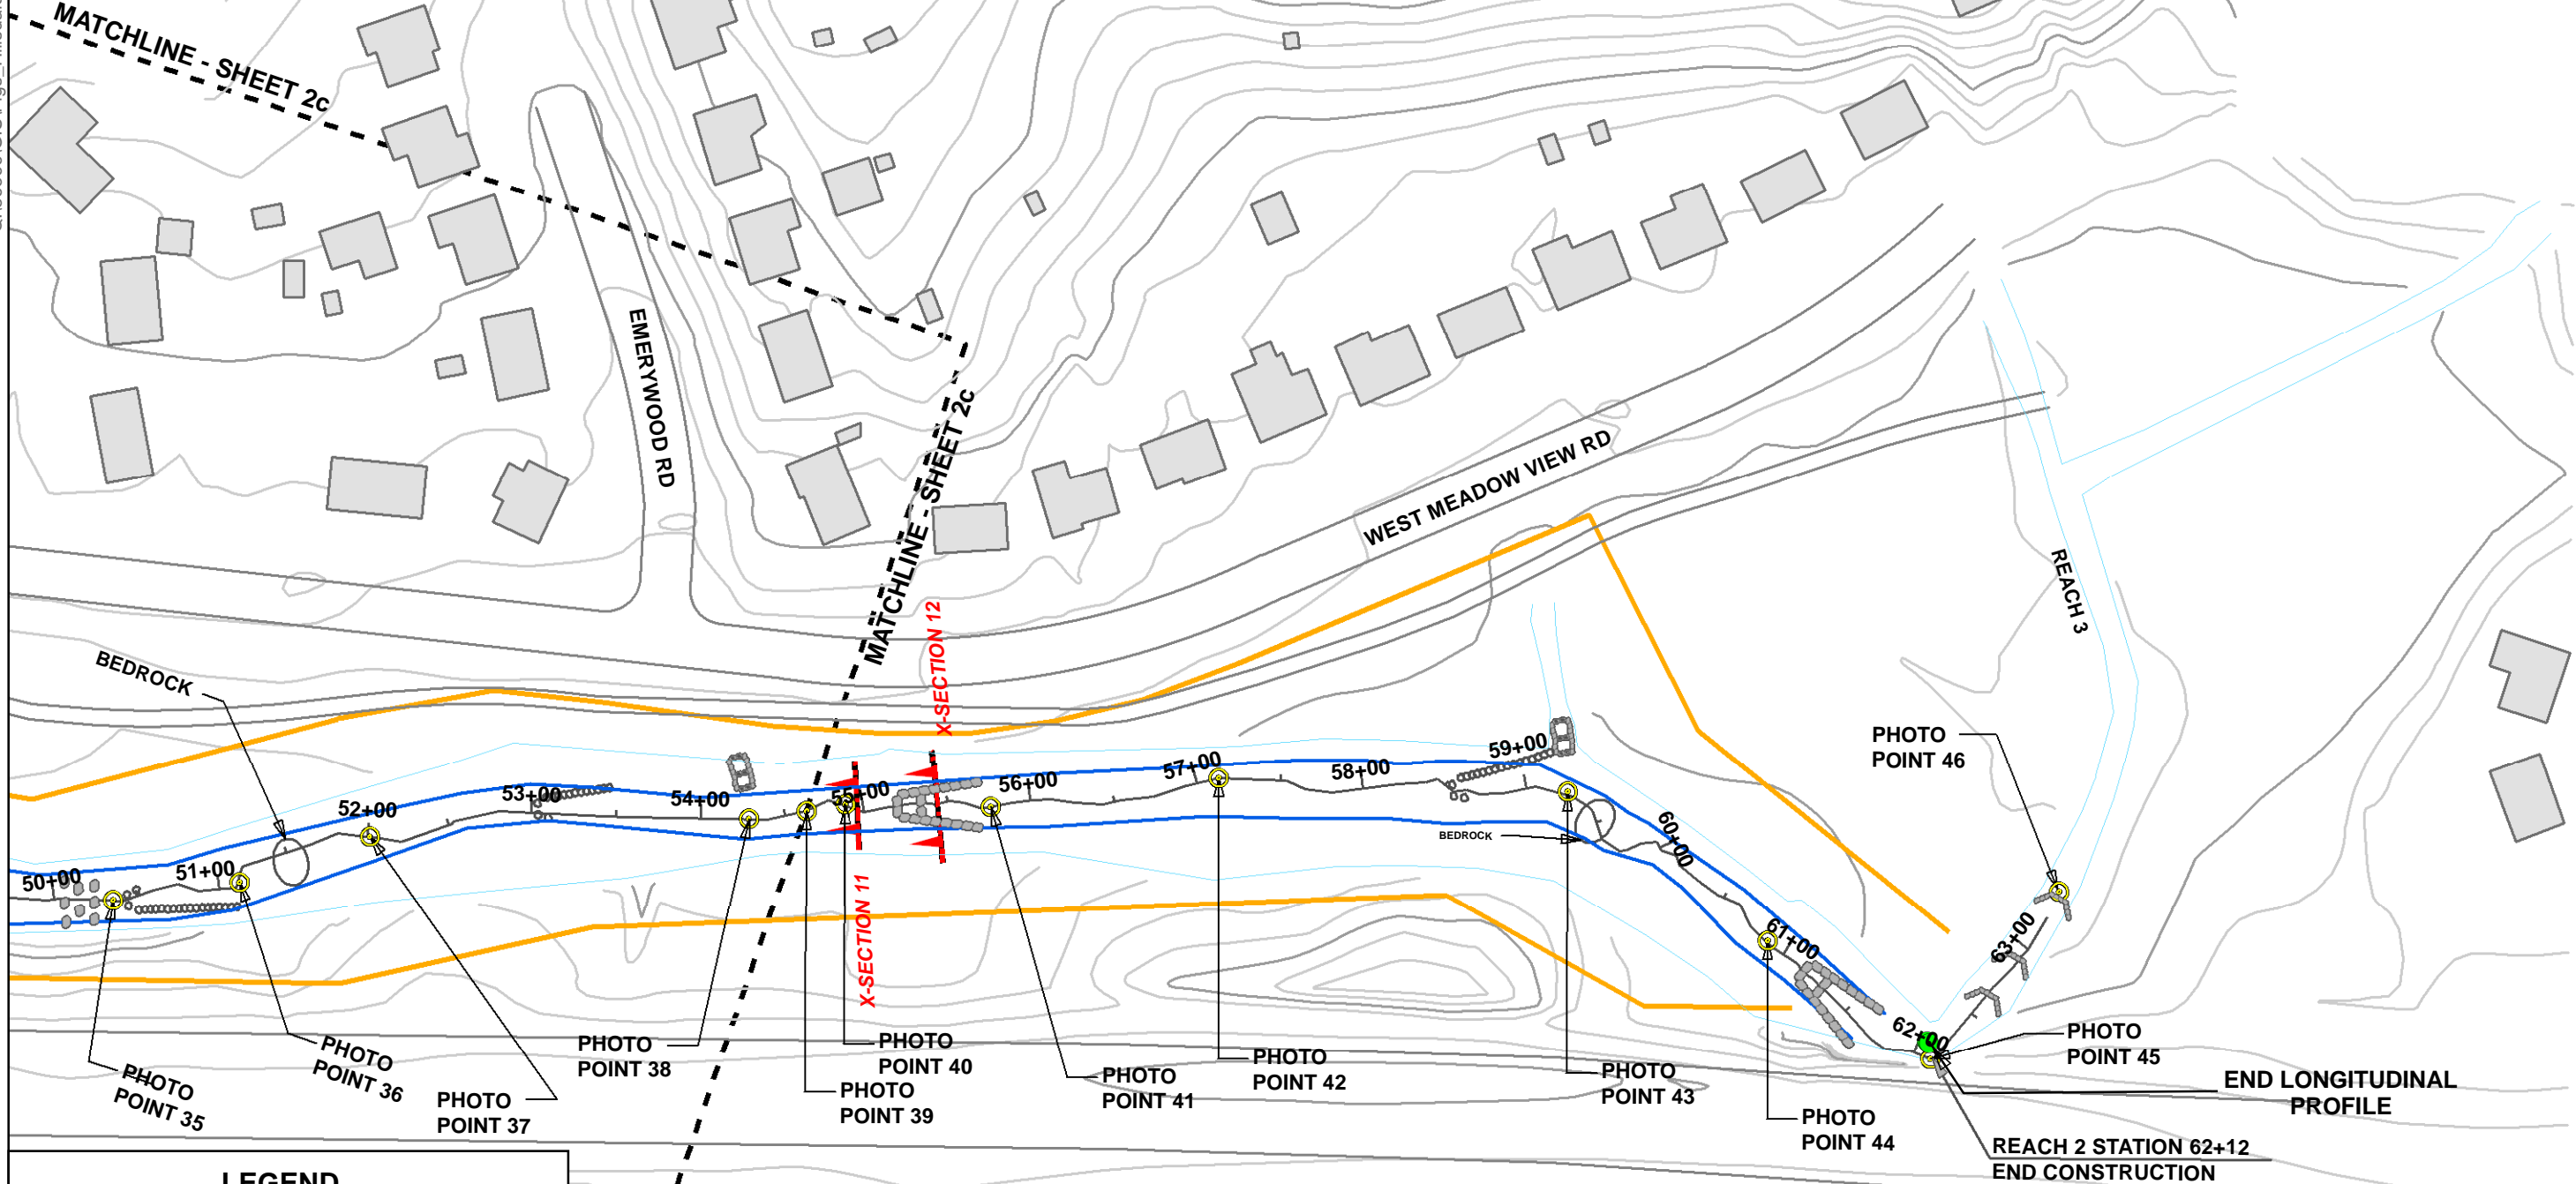 MATCHLINE - SHEET 2c
EMERYWOOD RD
MATCHLINE - SHEET 2c
WEST MEADOW VIEW RD
REACH 3
X-SECTION 12
X-SECTION 11
BEDROCK
BEDROCK
50+00
51+00
52+00
53+00
54+00
55+00
56+00
57+00
58+00
59+00
60+00
61+00
62+00
63+00
PHOTO
POINT 35
PHOTO
POINT 36
PHOTO
POINT 37
PHOTO
POINT 38
PHOTO
POINT 39
PHOTO
POINT 40
PHOTO
POINT 41
PHOTO
POINT 42
PHOTO
POINT 43
PHOTO
POINT 44
PHOTO
POINT 45
PHOTO
POINT 46
END LONGITUDINAL
PROFILE
REACH 2 STATION 62+12
END CONSTRUCTION
LEGEND